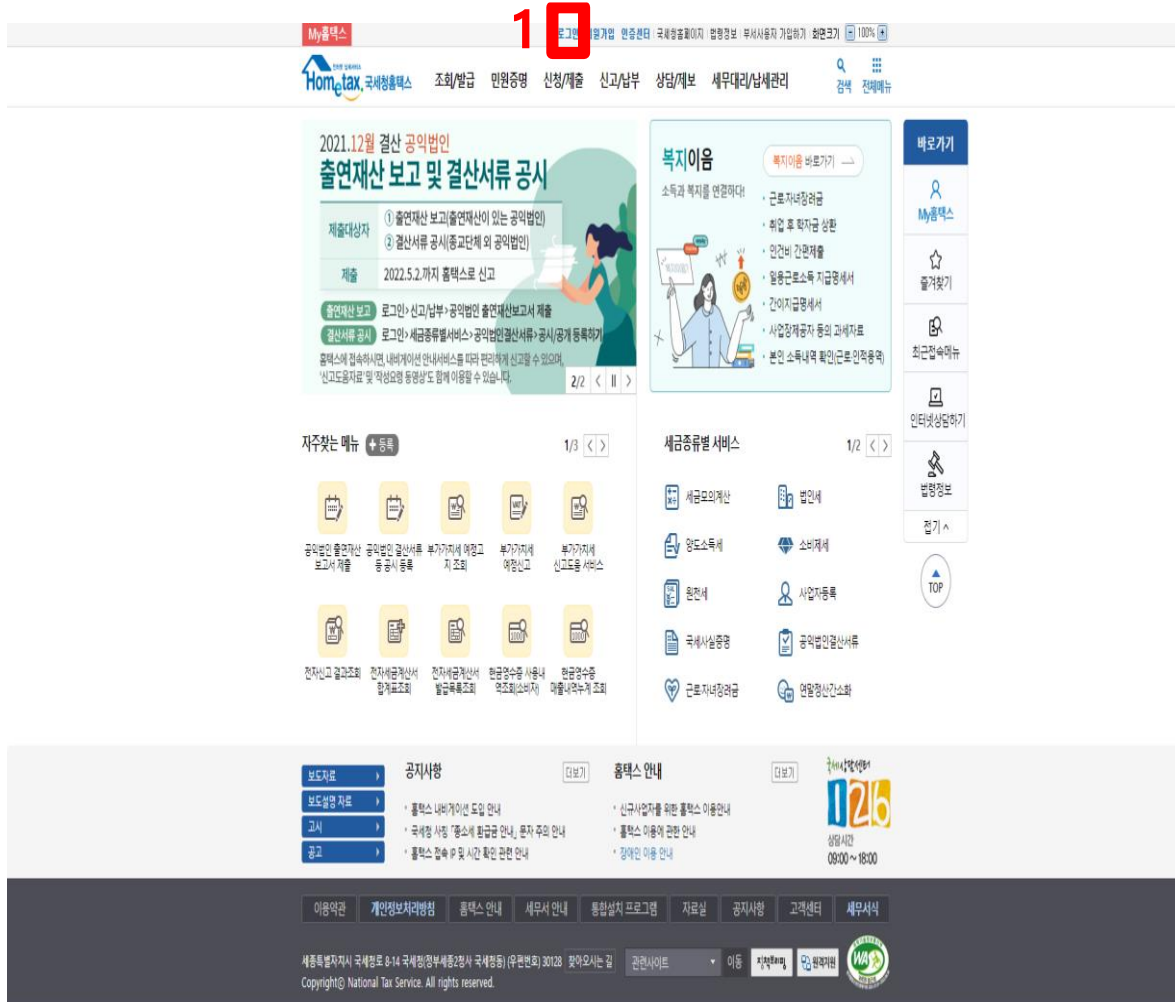 1
My홈택스
로그인 회원가입 인증센터 국세청홈페이지 법령정보 부서사용자 가입하기 화면크기 - 100% +
Hometax. 국세청홈택스 조회/발급 민원증명 신청/제출 신고/납부 상담/제보 세무대리/납세관리 검색 전체메뉴
2021.12월 결산 공익법인
출연재산 보고 및 결산서류 공시
제출대상자
① 출연재산 보고(출연재산이 있는 공익법인)
② 결산서류 공시(종교단체 외 공익법인)
제출 2022.5.2.까지 홈택스로 신고
출연재산 보고 로그인>신고/납부>공익법인 출연재산보고서 제출
결산서류 공시 로그인>세금종류별서비스>공익법인결산서류>공시/공개 등록하기
홈택스에 접속하시면, 내비게이션 안내서비스를 따라 편리하게 신고할 수 있으며,
'신고도움자료' 및 '작성요령 동영상'도 함께 이용할 수 있습니다.
2/2 < || >
복지이음
복지이음 바로가기
소득과 복지를 연결하다!
근로·자녀장려금
취업 후 학자금 상환
인건비 간편제출
일용근로소득 지급명세서
간이지급명세서
사업장제공자 등의 과세자료
본인 소득내역 확인(근로·인적용역)
바로가기
My홈택스
즐겨찾기
최근접속메뉴
인터넷상담하기
법령정보
접기 ^
TOP
자주찾는 메뉴 + 등록 1/3 < >
공익법인 출연재산
보고서 제출
공익법인 결산서류
등 공시 등록
부가가치세 예정고
지 조회
부가가치세
예정신고
부가가치세
신고도움 서비스
전자신고 결과조회
전자세금계산서
합계표조회
전자세금계산서
발급목록조회
현금영수증 사용내
역조회(소비자)
현금영수증
매출내역누계 조회
세금종류별 서비스 1/2 < >
세금모의계산 법인세
양도소득세 소비제세
원천세 사업자등록
국세사실증명 공익법인결산서류
근로·자녀장려금 연말정산간소화
보도자료
보도설명 자료
고시
공고
공지사항 더보기
홈택스 내비게이션 도입 안내
국세청 사칭 「종소세 환급금 안내」 문자 주의 안내
홈택스 접속 IP 및 시간 확인 관련 안내
홈택스 안내 더보기
신규사업자를 위한 홈택스 이용안내
홈택스 이용에 관한 안내
장애인 이용 안내
국세상담센터
126
상담시간
09:00 ~ 18:00
이용약관 개인정보처리방침 홈택스 안내 세무서 안내 통합설치 프로그램 자료실 공지사항 고객센터 세무서식
세종특별자치시 국세청로 8-14 국세청(정부세종2청사 국세청동) (우편번호) 30128 찾아오시는 길 관련사이트 이동 정책브리핑 원격지원
Copyright© National Tax Service. All rights reserved.
WA